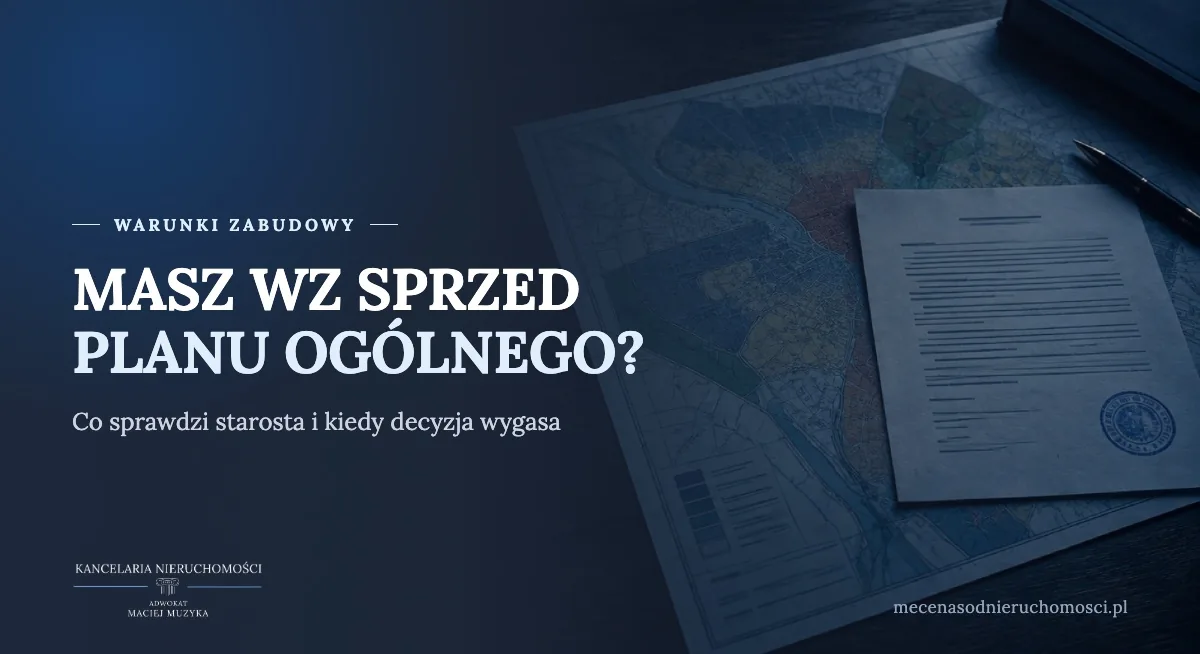 WARUNKI ZABUDOWY
MASZ WZ SPRZED
PLANU OGÓLNEGO?
Co sprawdzi starosta i kiedy decyzja wygasa
KANCELARIA NIERUCHOMOŚCI
ADWOKAT
MACIEJ MUZYKA
mecenasodnieruchomosci.pl